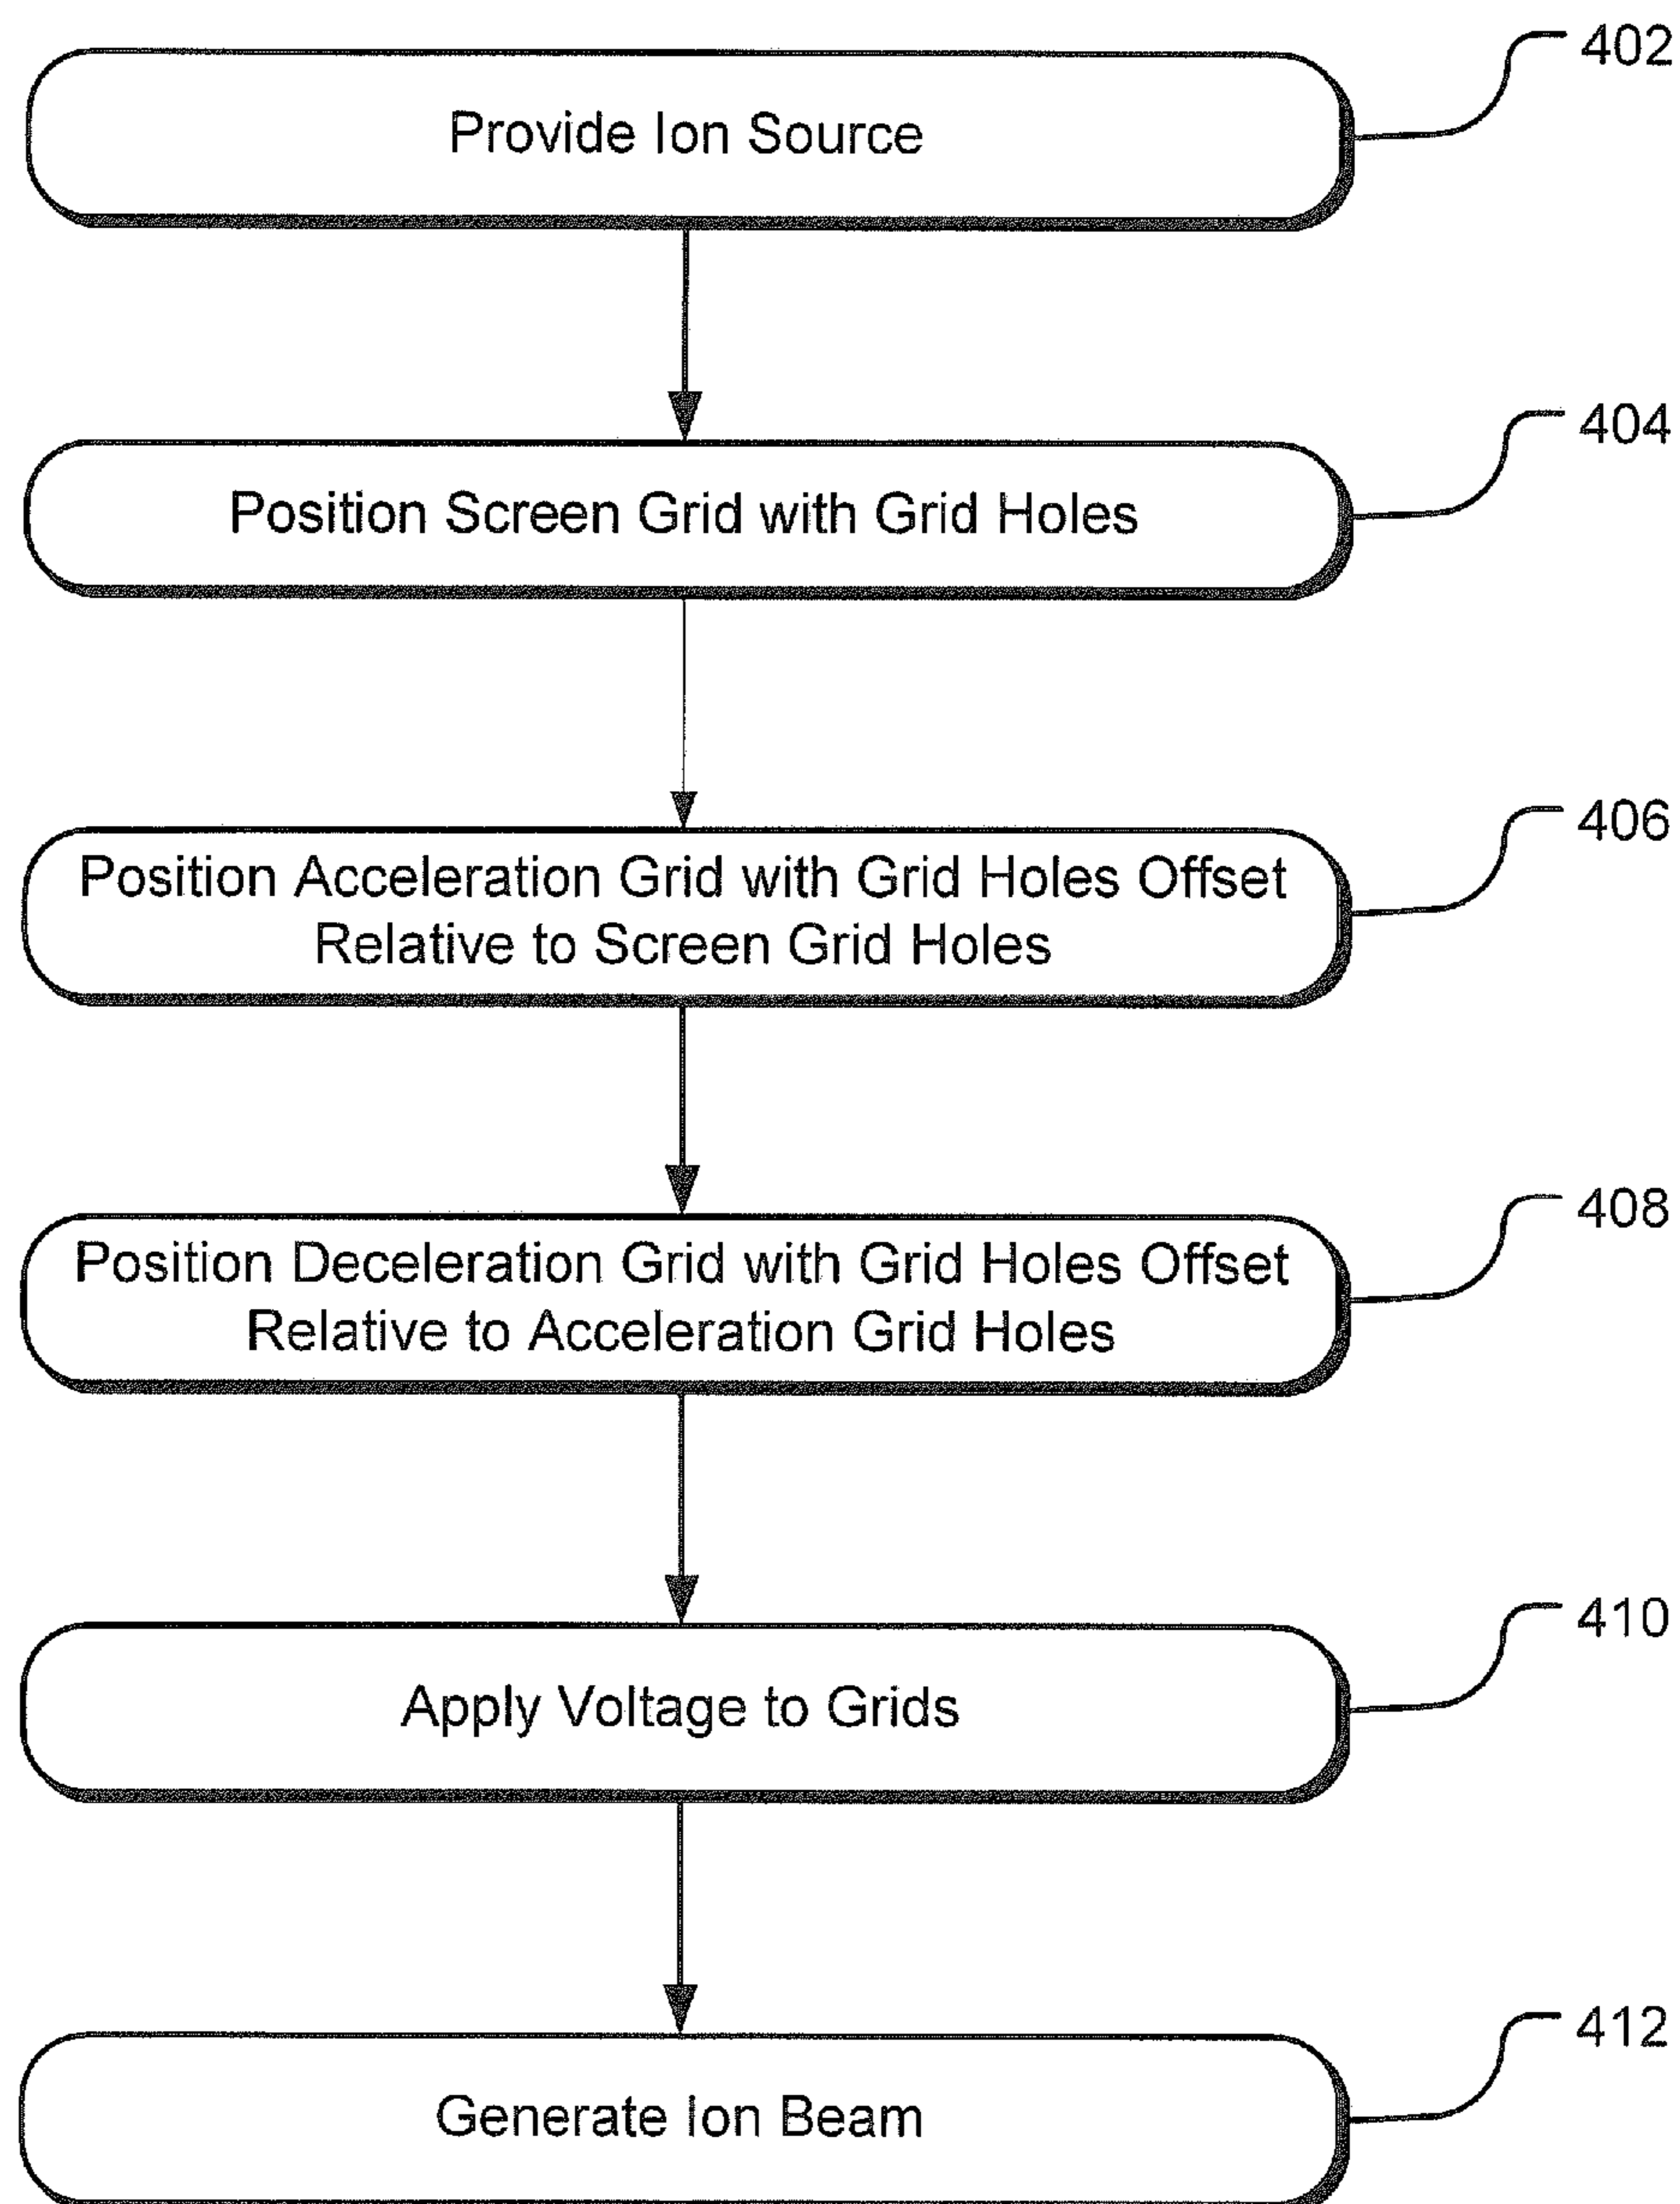 402
Provide Ion Source
404
Position Screen Grid with Grid Holes
406
Position Acceleration Grid with Grid Holes Offset
Relative to Screen Grid Holes
408
Position Deceleration Grid with Grid Holes Offset
Relative to Acceleration Grid Holes
410
Apply Voltage to Grids
412
Generate Ion Beam